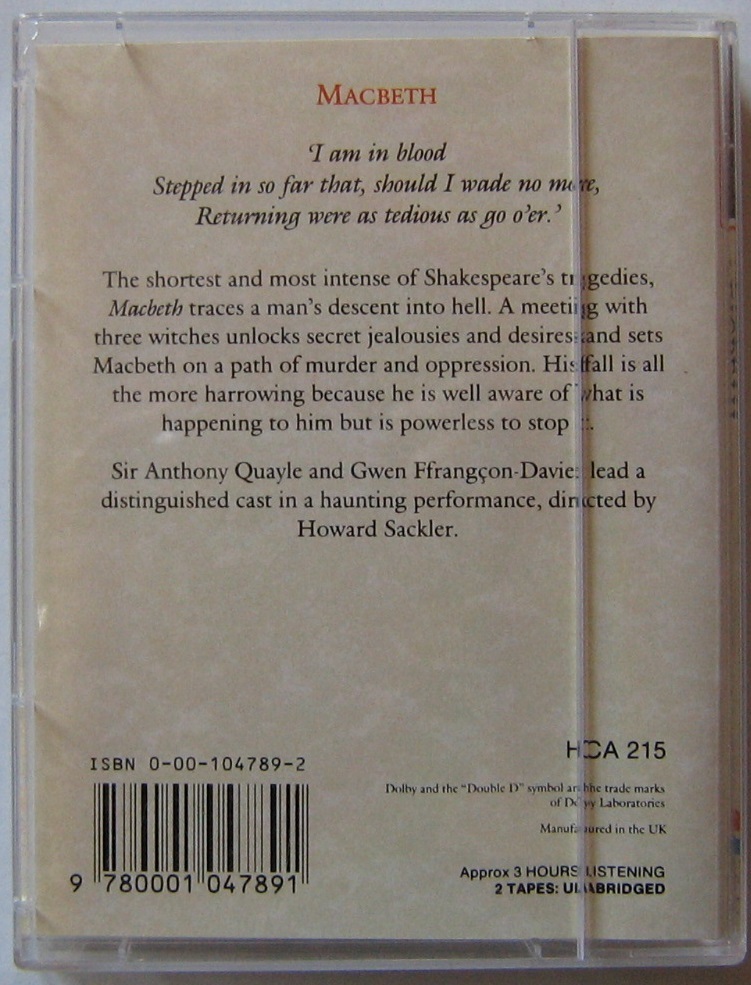 MACBETH
'I am in blood
Stepped in so far that, should I wade no more,
Returning were as tedious as go o'er.'
The shortest and most intense of Shakespeare's tragedies,
Macbeth traces a man's descent into hell. A meeting with
three witches unlocks secret jealousies and desires and sets
Macbeth on a path of murder and oppression. His fall is all
the more harrowing because he is well aware of what is
happening to him but is powerless to stop it.
Sir Anthony Quayle and Gwen Ffrangçon-Davies lead a
distinguished cast in a haunting performance, directed by
Howard Sackler.
HCA 215
ISBN 0-00-104789-2
Dolby and the "Double D" symbol are the trade marks
of Dolby Laboratories
Manufactured in the UK
Approx 3 HOURS LISTENING
2 TAPES: UNABRIDGED
9 780001 047891